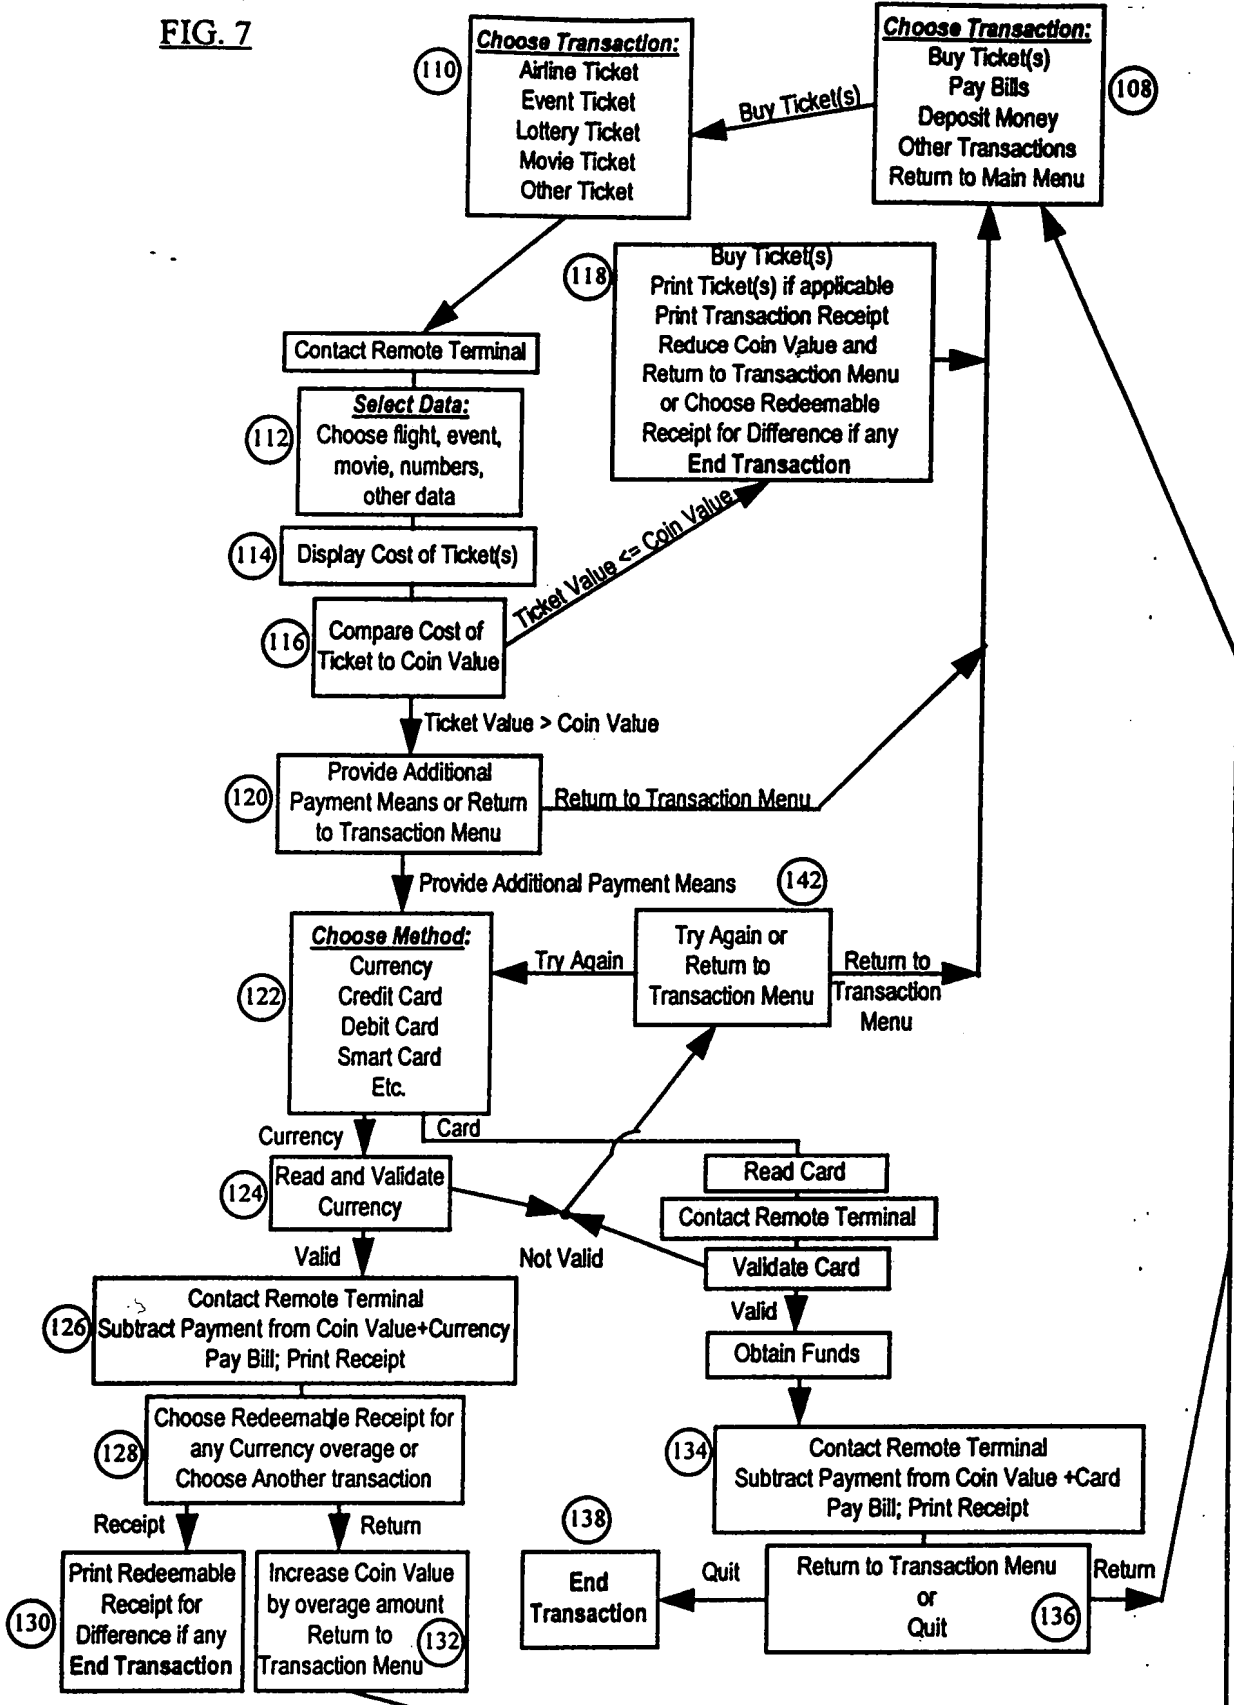 FIG. 7
Choose Transaction:
Airline Ticket
Event Ticket
Lottery Ticket
Movie Ticket
Other Ticket
110
Buy Ticket(s)
Choose Transaction:
Buy Ticket(s)
Pay Bills
Deposit Money
Other Transactions
Return to Main Menu
108
118
Buy Ticket(s)
Print Ticket(s) if applicable
Print Transaction Receipt
Reduce Coin Value and
Return to Transaction Menu
or Choose Redeemable
Receipt for Difference if any
End Transaction
Contact Remote Terminal
112
Select Data:
Choose flight, event,
movie, numbers,
other data
114
Display Cost of Ticket(s)
116
Compare Cost of
Ticket to Coin Value
Ticket Value <= Coin Value
Ticket Value > Coin Value
120
Provide Additional
Payment Means or Return
to Transaction Menu
Return to Transaction Menu
Provide Additional Payment Means
142
Try Again or
Return to
Transaction Menu
Try Again
Return to
Transaction
Menu
122
Choose Method:
Currency
Credit Card
Debit Card
Smart Card
Etc.
Currency
Card
124
Read and Validate
Currency
Read Card
Contact Remote Terminal
Validate Card
Valid
Not Valid
Valid
Obtain Funds
126
Contact Remote Terminal
Subtract Payment from Coin Value+Currency
Pay Bill; Print Receipt
128
Choose Redeemable Receipt for
any Currency overage or
Choose Another transaction
134
Contact Remote Terminal
Subtract Payment from Coin Value +Card
Pay Bill; Print Receipt
Receipt
Return
130
Print Redeemable
Receipt for
Difference if any
End Transaction
Increase Coin Value
by overage amount
Return to
Transaction Menu
132
138
End
Transaction
Quit
Return to Transaction Menu
or
Quit
136
Return